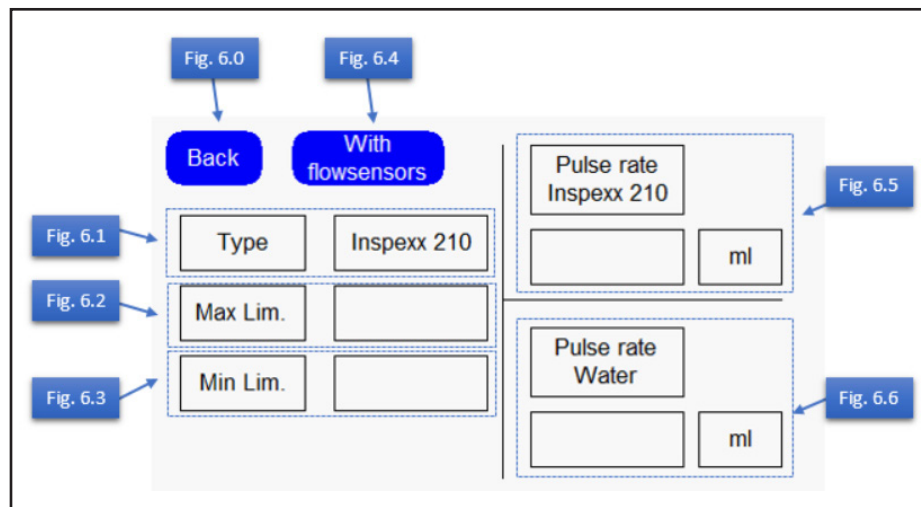 Fig. 6.0
Fig. 6.4
Back
With
flowsensors
Pulse rate
Inspexx 210
Fig. 6.5
ml
Fig. 6.1
Type
Inspexx 210
Fig. 6.2
Max Lim.
Fig. 6.3
Min Lim.
Pulse rate
Water
Fig. 6.6
ml